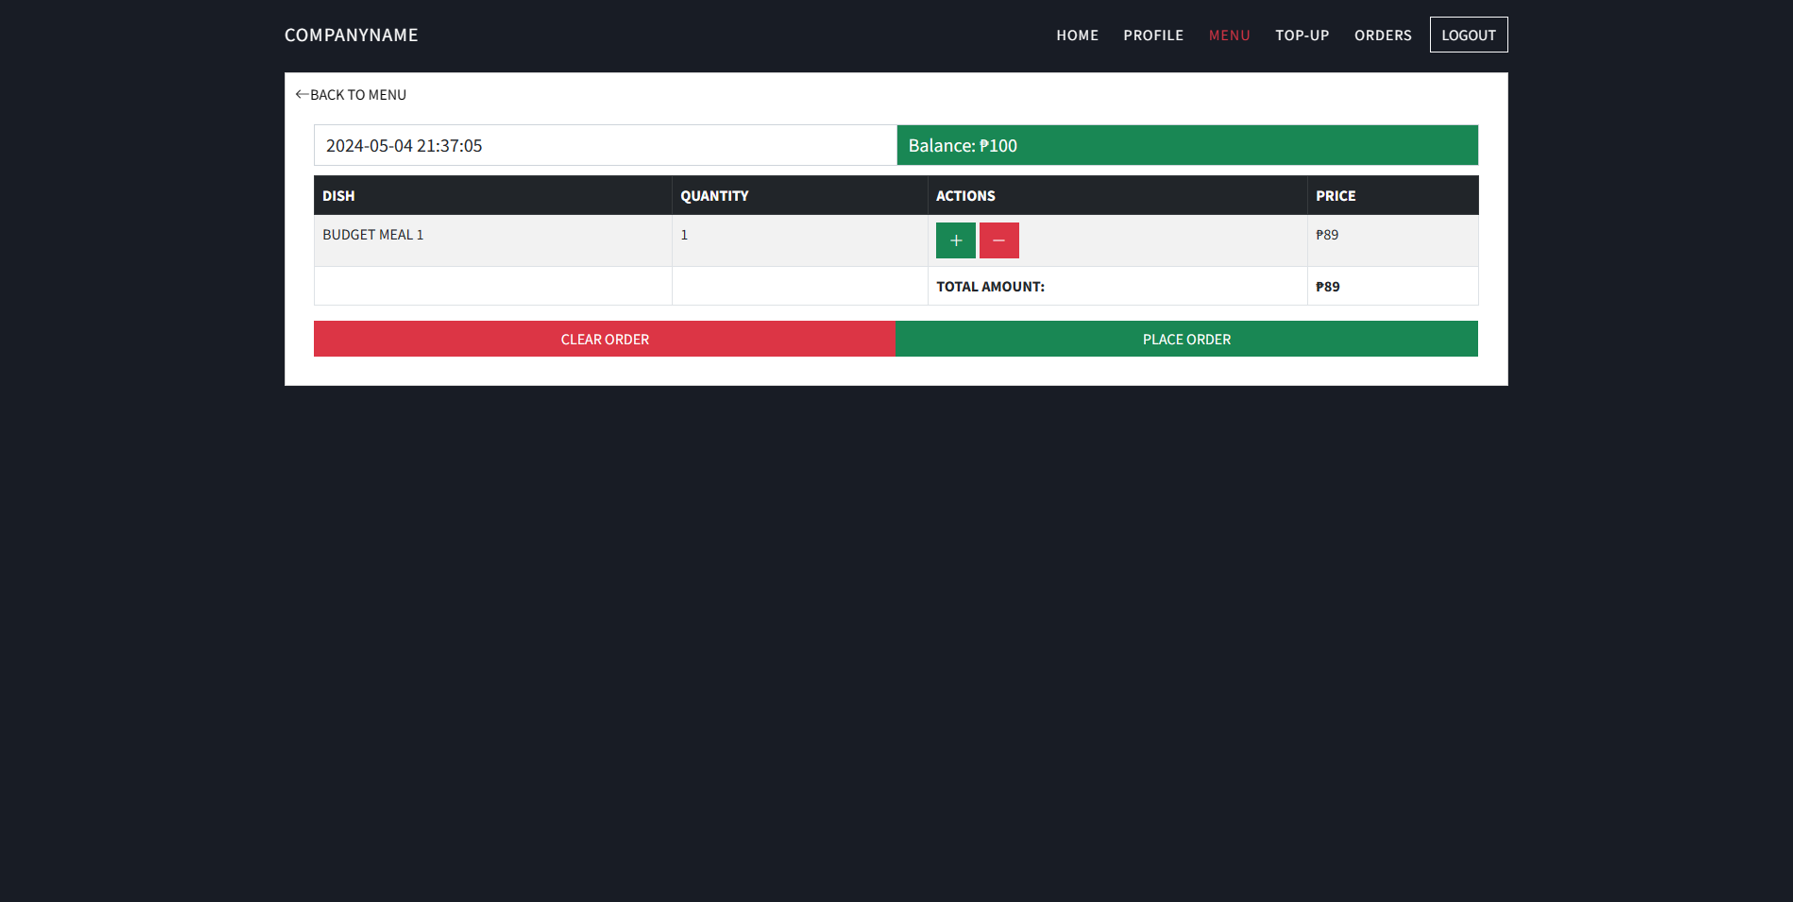 COMPANYNAME
HOME PROFILE MENU TOP-UP ORDERS LOGOUT
←BACK TO MENU
2024-05-04 21:37:05 Balance: ₱100
DISH QUANTITY ACTIONS PRICE
BUDGET MEAL 1 1 + − ₱89
TOTAL AMOUNT: ₱89
CLEAR ORDER PLACE ORDER